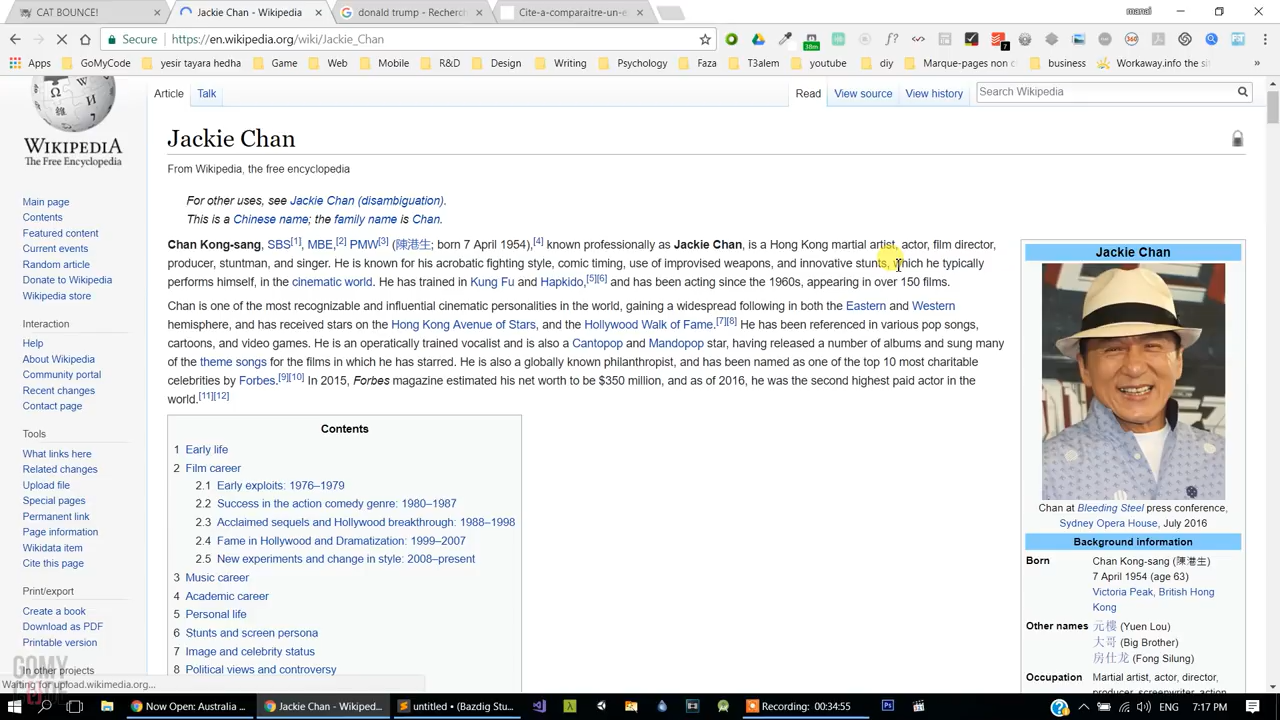 CAT BOUNCE!
Jackie Chan - Wikipedia
donald trump - Recherch
Cite-a-comparaitre-un-e
manai
Secure
https://en.wikipedia.org/wiki/Jackie_Chan
Apps GoMyCode yesir tayara hedha Game Web Mobile R&D Design Writing Psychology Faza T3alem youtube diy Marque-pages non c business Workaway.info the si
Article Talk Read View source View history Search Wikipedia
WIKIPEDIA
The Free Encyclopedia
Main page
Contents
Featured content
Current events
Random article
Donate to Wikipedia
Wikipedia store
Interaction
Help
About Wikipedia
Community portal
Recent changes
Contact page
Tools
What links here
Related changes
Upload file
Special pages
Permanent link
Page information
Wikidata item
Cite this page
Print/export
Create a book
Download as PDF
Printable version
In other projects
Jackie Chan
From Wikipedia, the free encyclopedia
For other uses, see Jackie Chan (disambiguation).
This is a Chinese name; the family name is Chan.
Chan Kong-sang, SBS[1], MBE,[2] PMW[3] (陳港生; born 7 April 1954),[4] known professionally as Jackie Chan, is a Hong Kong martial artist, actor, film director,
producer, stuntman, and singer. He is known for his acrobatic fighting style, comic timing, use of improvised weapons, and innovative stunts, which he typically
performs himself, in the cinematic world. He has trained in Kung Fu and Hapkido,[5][6] and has been acting since the 1960s, appearing in over 150 films.
Chan is one of the most recognizable and influential cinematic personalities in the world, gaining a widespread following in both the Eastern and Western
hemisphere, and has received stars on the Hong Kong Avenue of Stars, and the Hollywood Walk of Fame.[7][8] He has been referenced in various pop songs,
cartoons, and video games. He is an operatically trained vocalist and is also a Cantopop and Mandopop star, having released a number of albums and sung many
of the theme songs for the films in which he has starred. He is also a globally known philanthropist, and has been named as one of the top 10 most charitable
celebrities by Forbes.[9][10] In 2015, Forbes magazine estimated his net worth to be $350 million, and as of 2016, he was the second highest paid actor in the
world.[11][12]
Contents
1 Early life
2 Film career
2.1 Early exploits: 1976–1979
2.2 Success in the action comedy genre: 1980–1987
2.3 Acclaimed sequels and Hollywood breakthrough: 1988–1998
2.4 Fame in Hollywood and Dramatization: 1999–2007
2.5 New experiments and change in style: 2008–present
3 Music career
4 Academic career
5 Personal life
6 Stunts and screen persona
7 Image and celebrity status
8 Political views and controversy
Jackie Chan
Chan at Bleeding Steel press conference,
Sydney Opera House, July 2016
Background information
Born Chan Kong-sang (陳港生)
7 April 1954 (age 63)
Victoria Peak, British Hong
Kong
Other names 元樓 (Yuen Lou)
大哥 (Big Brother)
房仕龙 (Fong Silung)
Occupation Martial artist, actor, director,
producer, screenwriter, action
GOMY
Waiting for upload.wikimedia.org...
Now Open: Australia ...
Jackie Chan - Wikiped...
untitled • (Bazdig Stu...
Recording: 00:34:55
ENG 7:17 PM